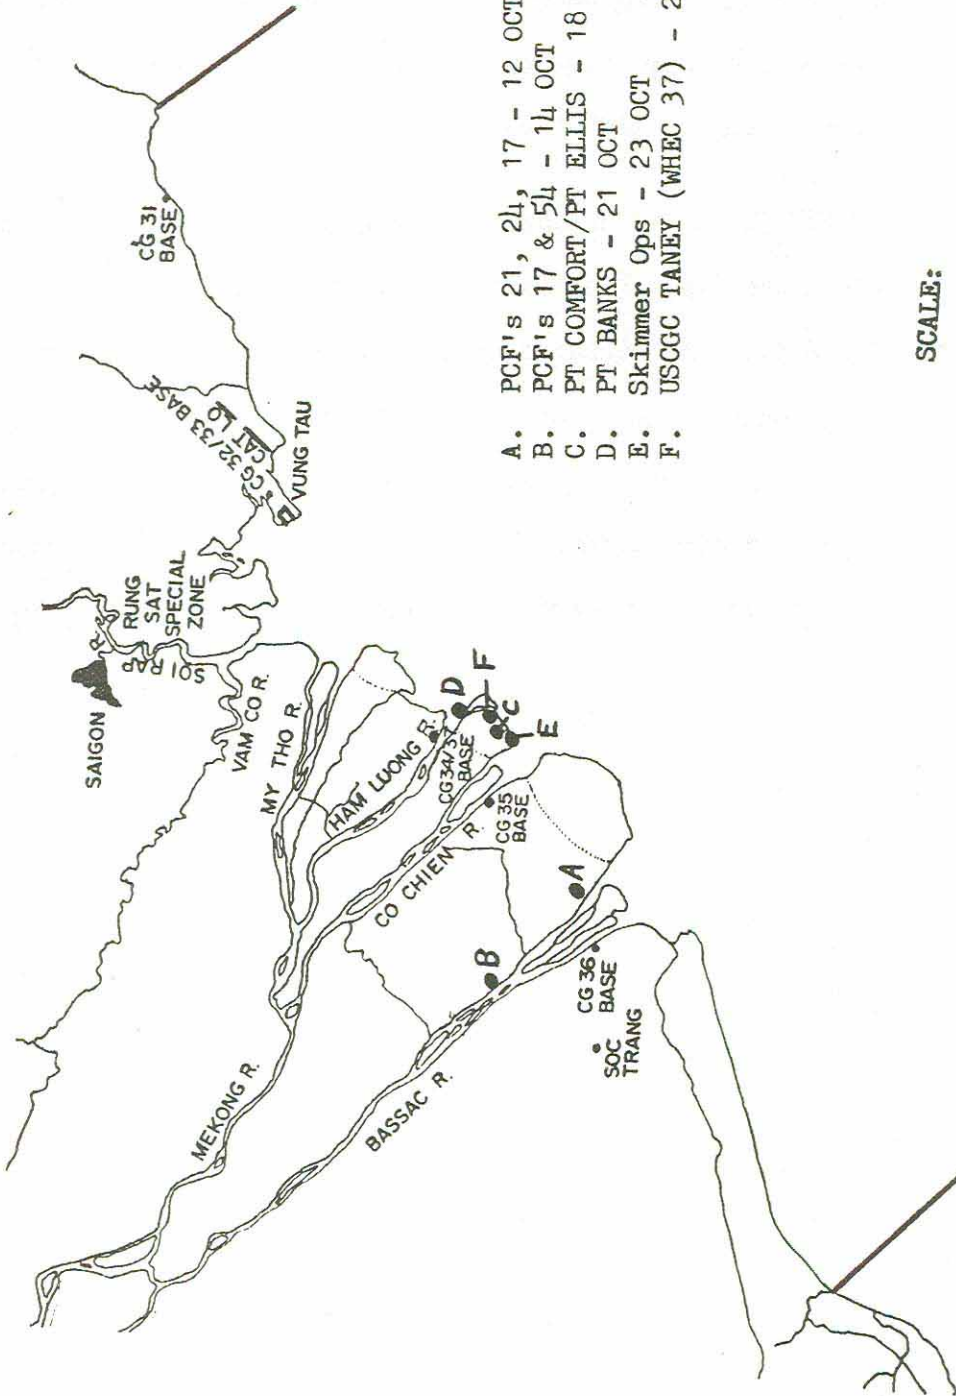 CG 31
BASE
CG 32/33 BASE
CAT LO
VUNG TAU
RUNG
SAT
SPECIAL
ZONE
SAIGON
SOI RAP R.
VAM CO R.
MY THO R.
HAM LUONG R.
CG 34/37
BASE
D
F
C
E
CO CHIEN R.
CG 35
BASE
A
B
MEKONG R.
BASSAC R.
CG 36
BASE
SOC
TRANG
A. PCF's 21, 24, 17 - 12 OCT
B. PCF's 17 & 54 - 14 OCT
C. PT COMFORT/PT ELLIS - 18
D. PT BANKS - 21 OCT
E. Skimmer Ops - 23 OCT
F. USCGC TANEY (WHEC 37) - 2
SCALE: